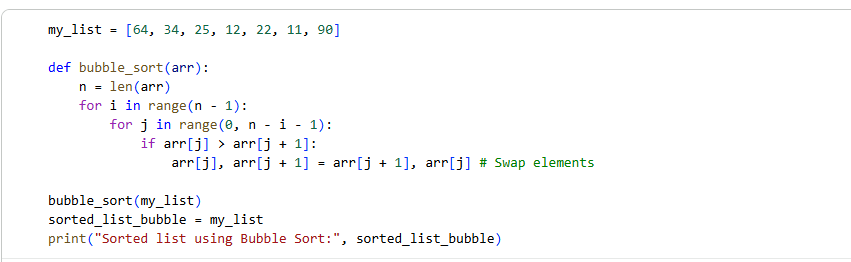 my_list = [64, 34, 25, 12, 22, 11, 90]

def bubble_sort(arr):
    n = len(arr)
    for i in range(n - 1):
        for j in range(0, n - i - 1):
            if arr[j] > arr[j + 1]:
                arr[j], arr[j + 1] = arr[j + 1], arr[j] # Swap elements

bubble_sort(my_list)
sorted_list_bubble = my_list
print("Sorted list using Bubble Sort:", sorted_list_bubble)